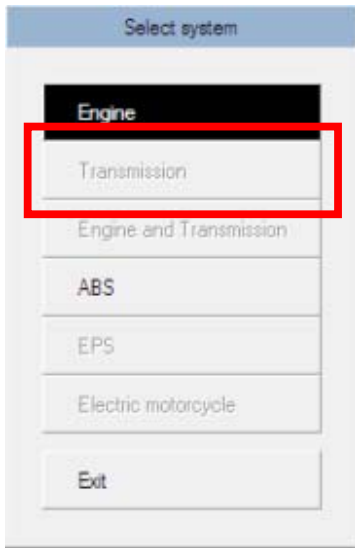 Select system
Engine
Transmission
Engine and Transmission
ABS
EPS
Electric motorcycle
Exit